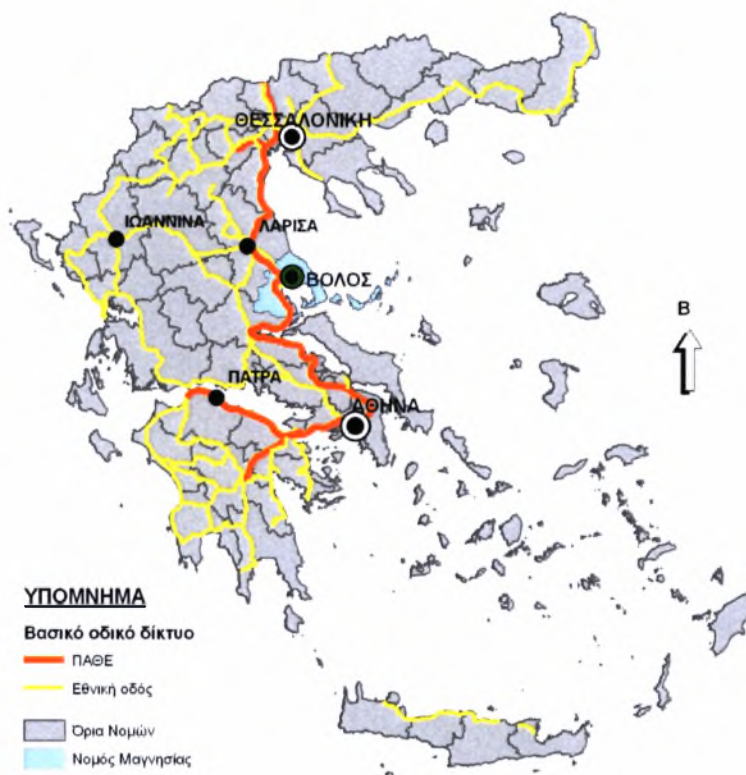 ΘΕΣΣΑΛΟΝΙΚΗ
ΙΩΑΝΝΙΝΑ
ΛΑΡΙΣΑ
ΒΟΛΟΣ
Β
ΠΑΤΡΑ
ΑΘΗΝΑ
ΥΠΟΜΝΗΜΑ
Βασικό οδικό δίκτυο
ΠΑΘΕ
Εθνική οδός
Όρια Νομών
Νομός Μαγνησίας